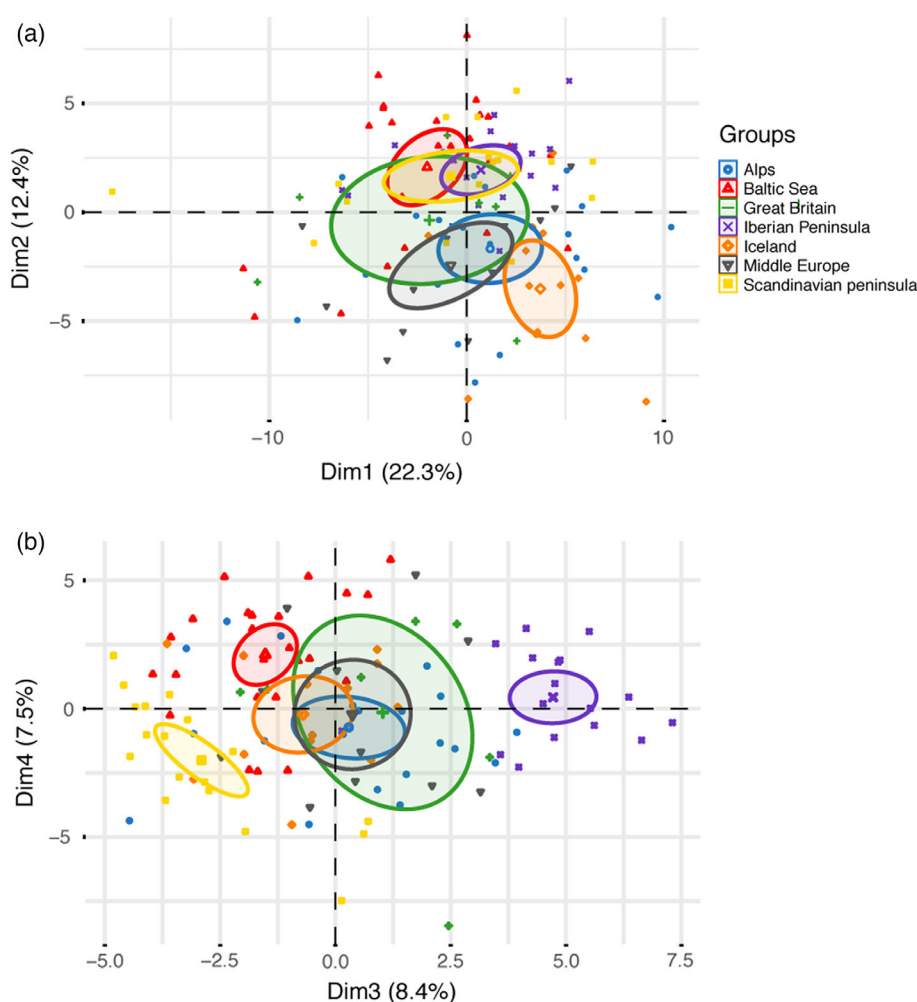 (a)
5
0
−5
Dim2 (12.4%)
−10
0
10
Dim1 (22.3%)
Groups
Alps
Baltic Sea
Great Britain
Iberian Peninsula
Iceland
Middle Europe
Scandinavian peninsula
(b)
5
0
−5
Dim4 (7.5%)
−5.0
−2.5
0.0
2.5
5.0
7.5
Dim3 (8.4%)